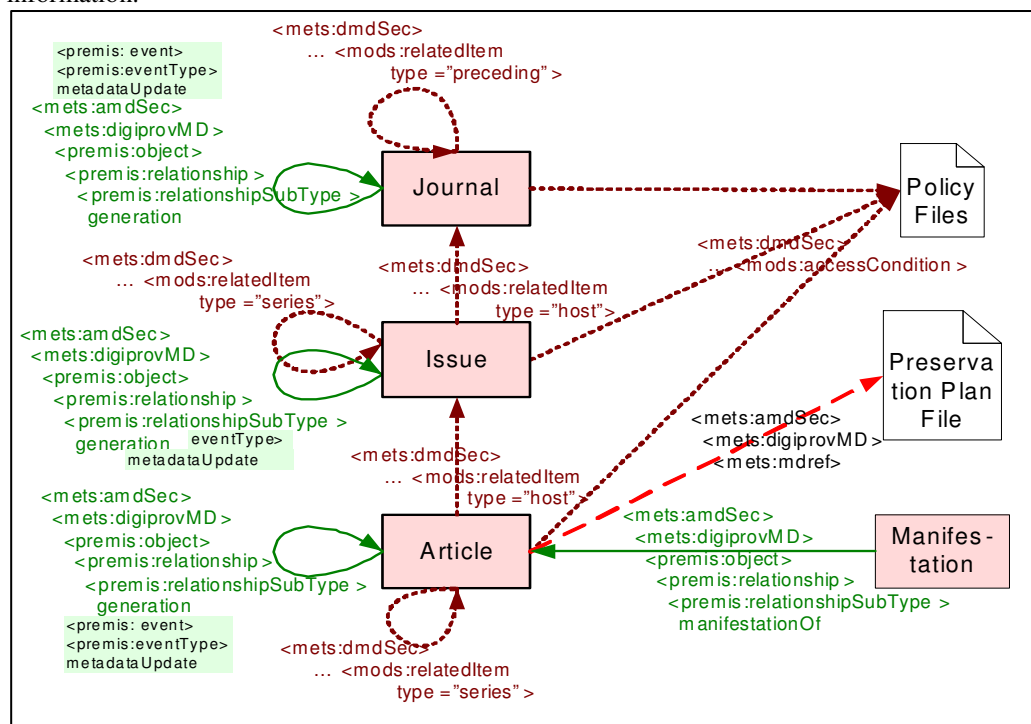 information.
<mets:dmdSec>
... <mods:relatedItem
type ="preceding" >
<premis: event>
<premis:eventType>
metadataUpdate
<mets:amdSec>
<mets:digiprovMD>
<premis:object>
<premis:relationship >
<premis:relationshipSubType >
generation
Journal
Policy
Files
<mets:dmdSec>
... <mods:relatedItem
type ="series">
<mets:dmdSec>
... <mods:relatedItem
type ="host">
<mets:dmdSec>
... <mods:accessCondition >
<mets:amdSec>
<mets:digiprovMD>
<premis:object>
<premis:relationship >
<premis:relationshipSubType >
generation
eventType>
metadataUpdate
Issue
Preserva
tion Plan
File
<mets:amdSec>
<mets:digiprovMD>
<mets:mdref>
<mets:dmdSec>
... <mods:relatedItem
type ="host">
<mets:amdSec>
<mets:digiprovMD>
<premis:object>
<premis:relationship >
<premis:relationshipSubType >
generation
<premis: event>
<premis:eventType>
metadataUpdate
Article
<mets:amdSec>
<mets:digiprovMD>
<premis:object>
<premis:relationship >
<premis:relationshipSubType >
manifestationOf
Manifes-
tation
<mets:dmdSec>
... <mods:relatedItem
type ="series">